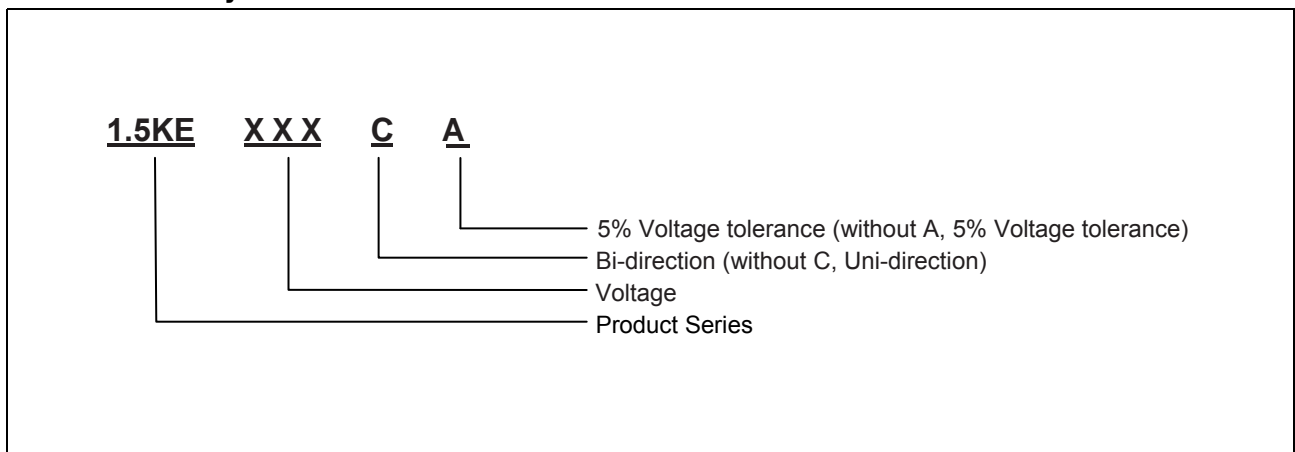 1.5KE X X X C A
5% Voltage tolerance (without A, 5% Voltage tolerance)
Bi-direction (without C, Uni-direction)
Voltage
Product Series